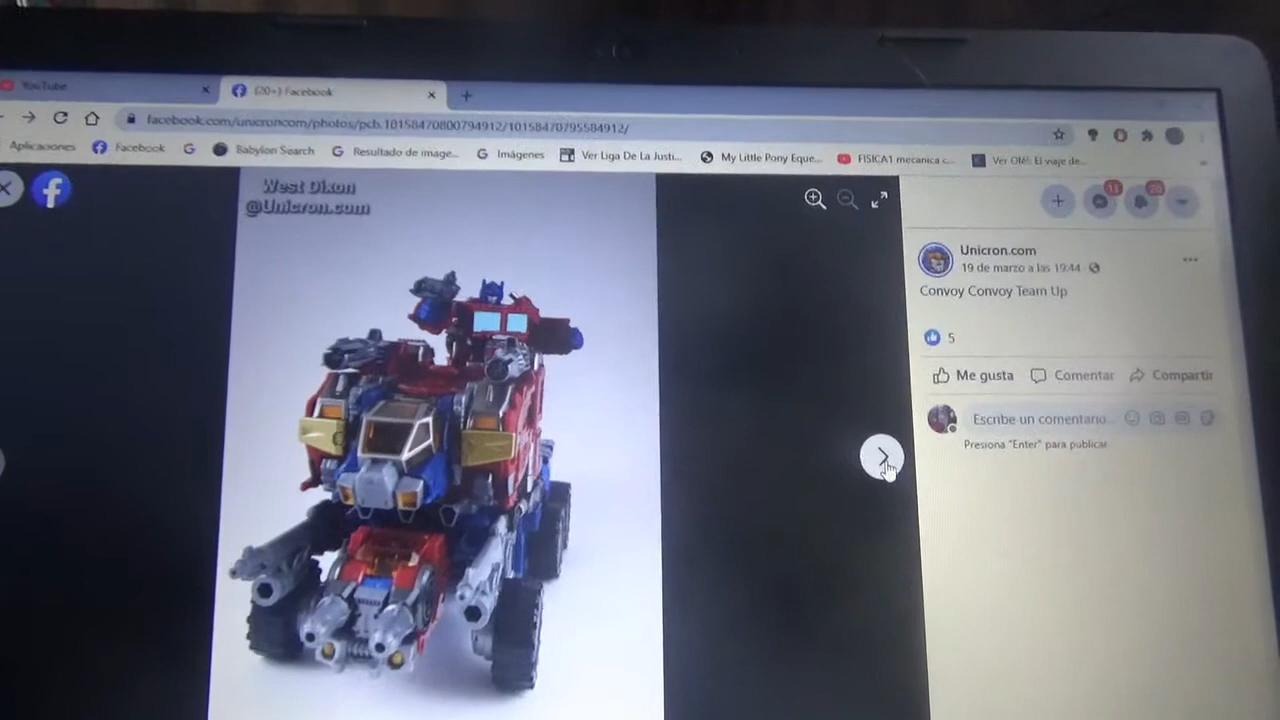 YouTube
(20+) Facebook
facebook.com/unicroncom/photos/pcb.10158470800794912/10158470795584912/
Aplicaciones
Facebook
Babylon Search
Resultado de image...
Imágenes
Ver Liga De La Justi...
My Little Pony Eque...
FISICA1 mecanica c...
Ver Olé!: El viaje de...
West Dixon
@Unicron.com
11
20
Unicron.com
19 de marzo a las 19:44
Convoy Convoy Team Up
5
Me gusta
Comentar
Compartir
Escribe un comentario...
Presiona "Enter" para publicar.